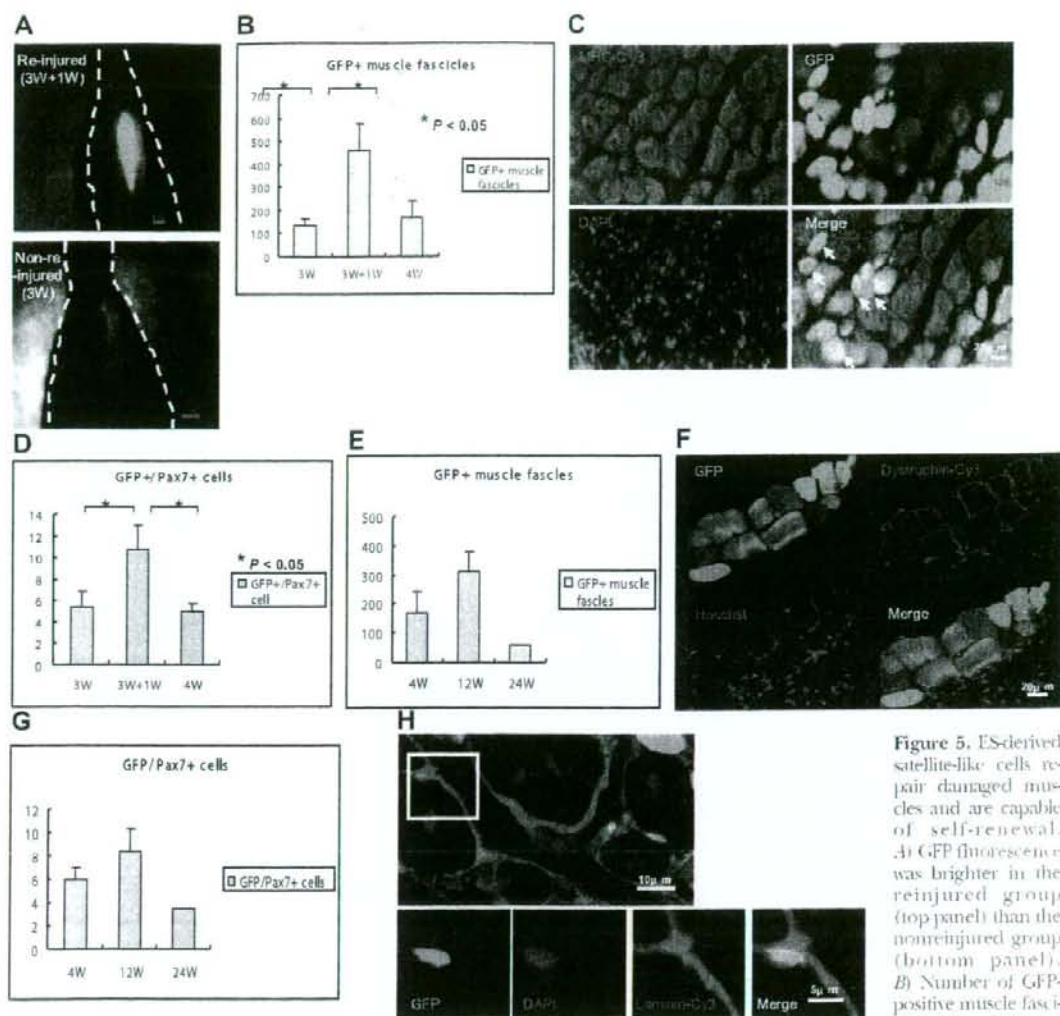 A
Re-injured
(3W+1W)
Non-re
-injured
(3W)
B
GFP+ muscle fascicles
700
600
500
400
300
200
100
0
*
*
* P < 0.05
GFP+ muscle
fascicles
3W
3W+1W
4W
C
GFP
DAPI
Merge
D
GFP+/Pax7+ cells
14
12
10
8
6
4
2
0
*
*
* P < 0.05
GFP+/Pax7+
cell
3W
3W+1W
4W
E
GFP+ muscle fascles
500
400
300
200
100
0
GFP+ muscle
fascles
4W
12W
24W
F
GFP
Dystrophin-Cy3
Hoechst
Merge
20μ m
G
GFP/Pax7+ cells
12
10
8
6
4
2
0
GFP/Pax7+ cells
4W
12W
24W
H
10μ m
GFP
DAPI
Laminin-Cy3
Merge
5μ m
Figure 5. ES-derived
satellite-like cells re-
pair damaged mus-
cles and are capable
of self-renewal.
A) GFP fluorescence
was brighter in the
reinjured group
(top panel) than the
nonreinjured group
(bottom panel).
B) Number of GFP-
positive muscle fasci-